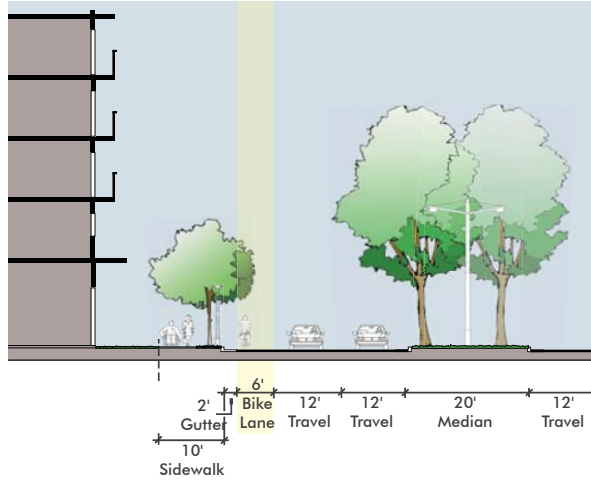 6'
Bike
Lane
2'
Gutter
12'
Travel
12'
Travel
20'
Median
12'
Travel
10'
Sidewalk